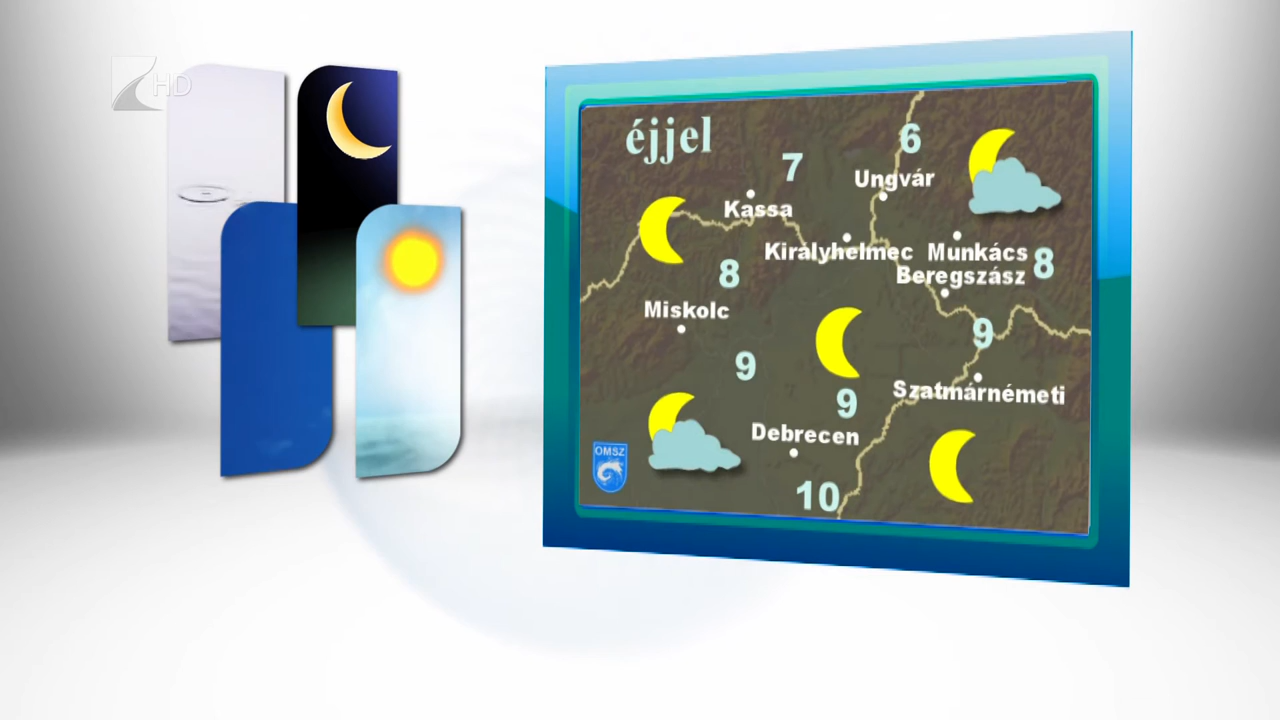 HD
éjjel
6
7
Ungvár
Kassa
Királyhelmec
Munkács
8
Beregszász
8
Miskolc
9
9
Szatmárnémeti
9
Debrecen
OMSZ
10